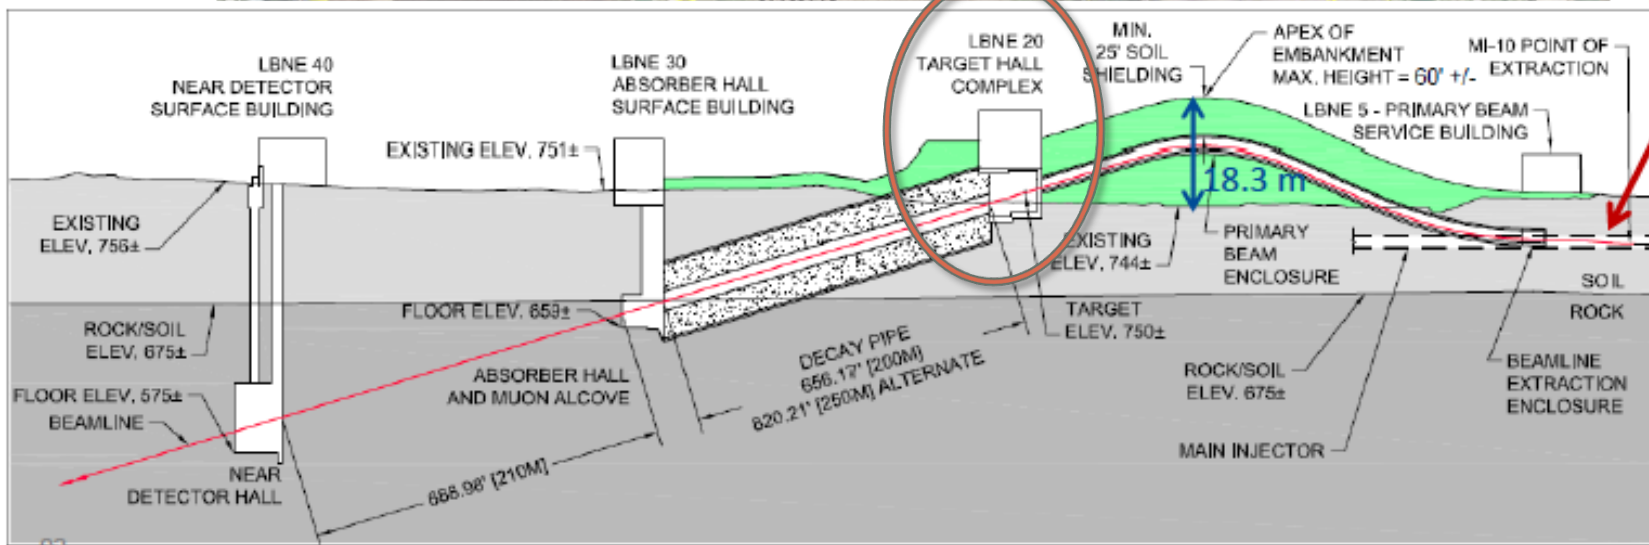 LBNE 40
NEAR DETECTOR
SURFACE BUILDING
LBNE 30
ABSORBER HALL
SURFACE BUILDING
LBNE 20
TARGET HALL
COMPLEX
MIN.
25' SOIL
SHIELDING
APEX OF
EMBANKMENT
MAX. HEIGHT = 60' +/-
MI-10 POINT OF
EXTRACTION
LBNE 5 - PRIMARY BEAM
SERVICE BUILDING
EXISTING ELEV. 751±
18.3 m
EXISTING
ELEV. 756±
EXISTING
ELEV. 744±
PRIMARY
BEAM
ENCLOSURE
SOIL
ROCK
ROCK/SOIL
ELEV. 675±
FLOOR ELEV. 659±
TARGET
ELEV. 750±
DECAY PIPE
656.17' [200M]
820.21' [250M] ALTERNATE
ROCK/SOIL
ELEV. 675±
BEAMLINE
EXTRACTION
ENCLOSURE
FLOOR ELEV. 575±
BEAMLINE
ABSORBER HALL
AND MUON ALCOVE
MAIN INJECTOR
NEAR
DETECTOR HALL
688.98' [210M]